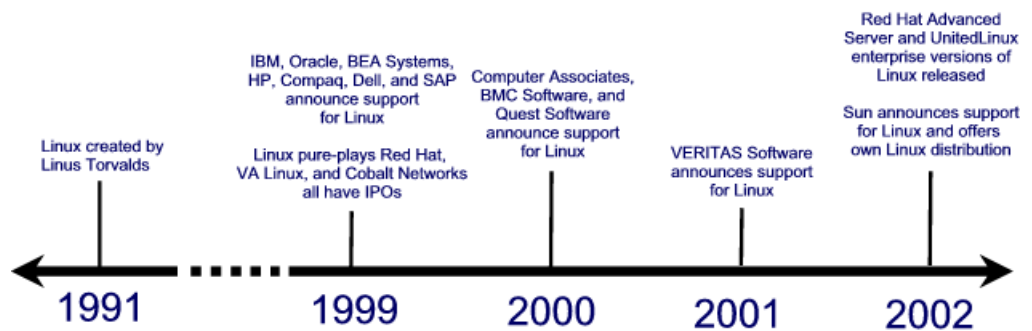 Linux created by
Linus Torvalds
IBM, Oracle, BEA Systems,
HP, Compaq, Dell, and SAP
announce support
for Linux
Linux pure-plays Red Hat,
VA Linux, and Cobalt Networks
all have IPOs
Computer Associates,
BMC Software, and
Quest Software
announce support
for Linux
VERITAS Software
announces support
for Linux
Red Hat Advanced
Server and UnitedLinux
enterprise versions of
Linux released
Sun announces support
for Linux and offers
own Linux distribution
1991
1999
2000
2001
2002